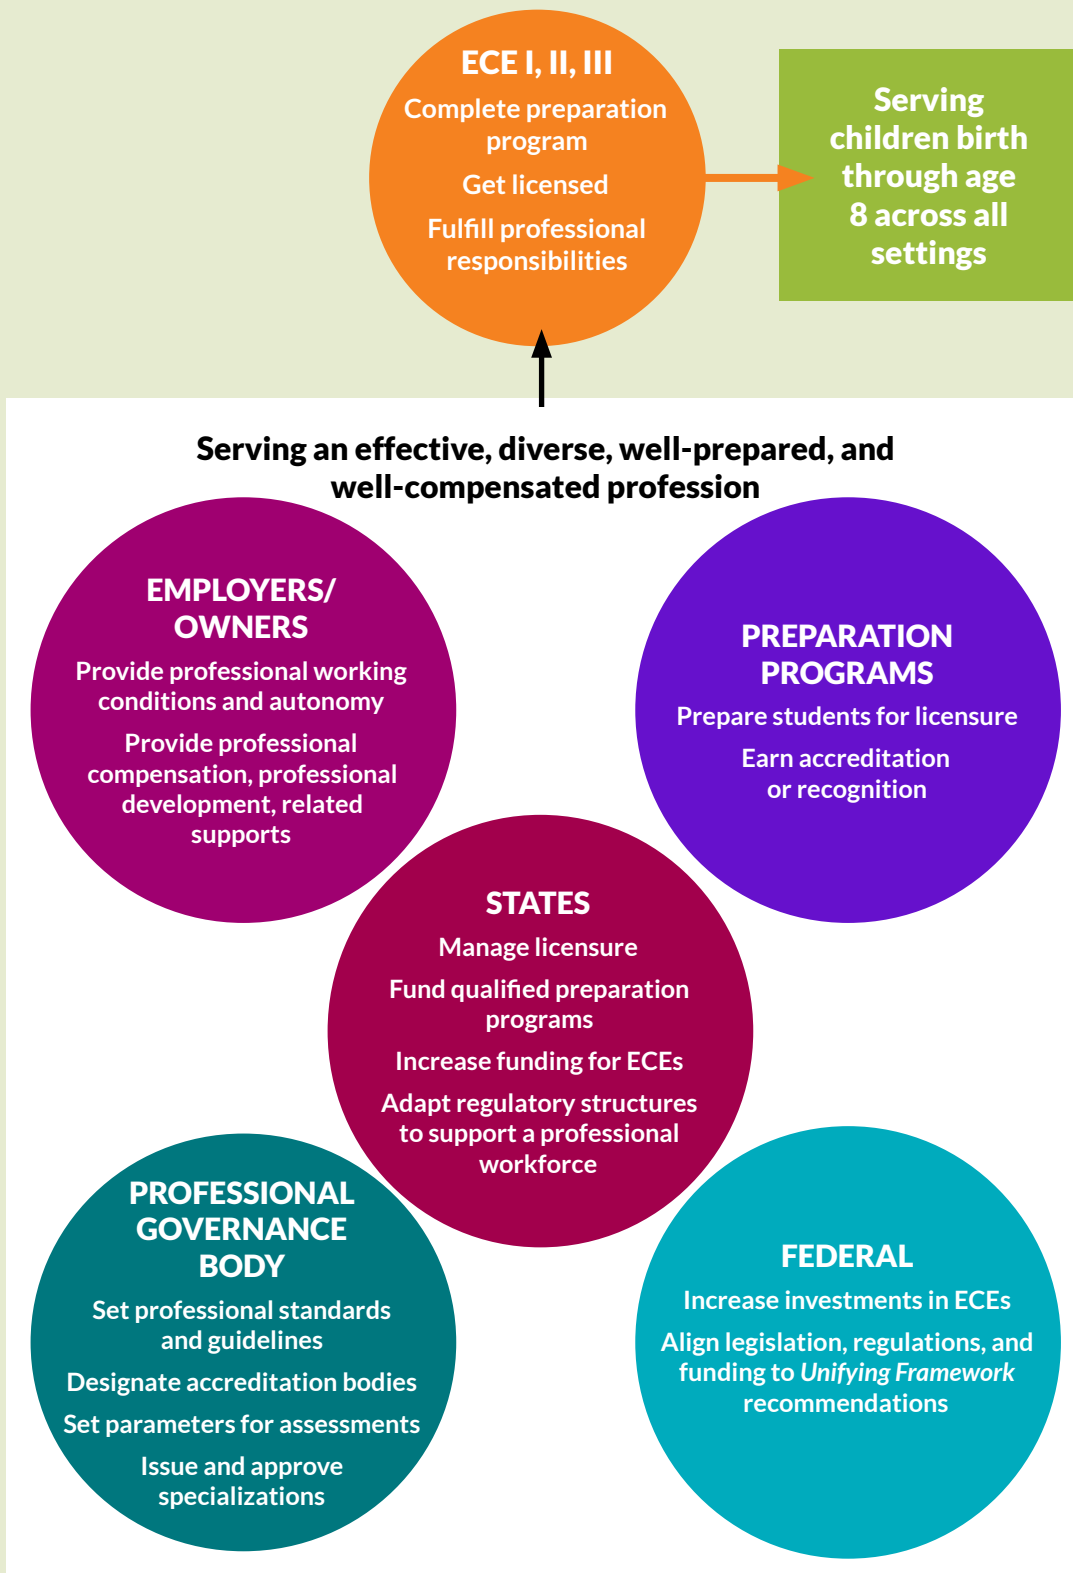 ECE I, II, III
Complete preparation
program
Get licensed
Fulfill professional
responsibilities
Serving
children birth
through age
8 across all
settings
Serving an effective, diverse, well-prepared, and
well-compensated profession
EMPLOYERS/
OWNERS
Provide professional working
conditions and autonomy
Provide professional
compensation, professional
development, related
supports
PREPARATION
PROGRAMS
Prepare students for licensure
Earn accreditation
or recognition
STATES
Manage licensure
Fund qualified preparation
programs
Increase funding for ECEs
Adapt regulatory structures
to support a professional
workforce
PROFESSIONAL
GOVERNANCE
BODY
Set professional standards
and guidelines
Designate accreditation bodies
Set parameters for assessments
Issue and approve
specializations
FEDERAL
Increase investments in ECEs
Align legislation, regulations, and
funding to Unifying Framework
recommendations